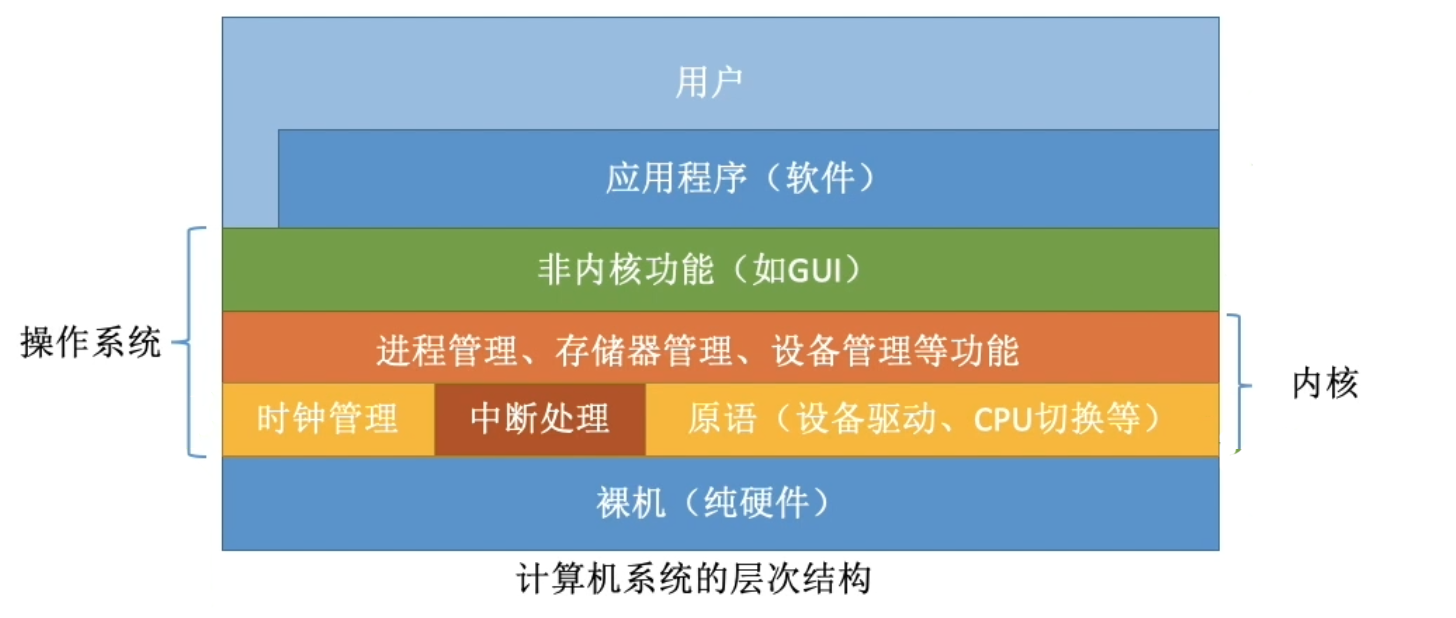 用户
应用程序（软件）
非内核功能（如GUI）
操作系统
进程管理、存储器管理、设备管理等功能
内核
时钟管理
中断处理
原语（设备驱动、CPU切换等）
裸机（纯硬件）
计算机系统的层次结构